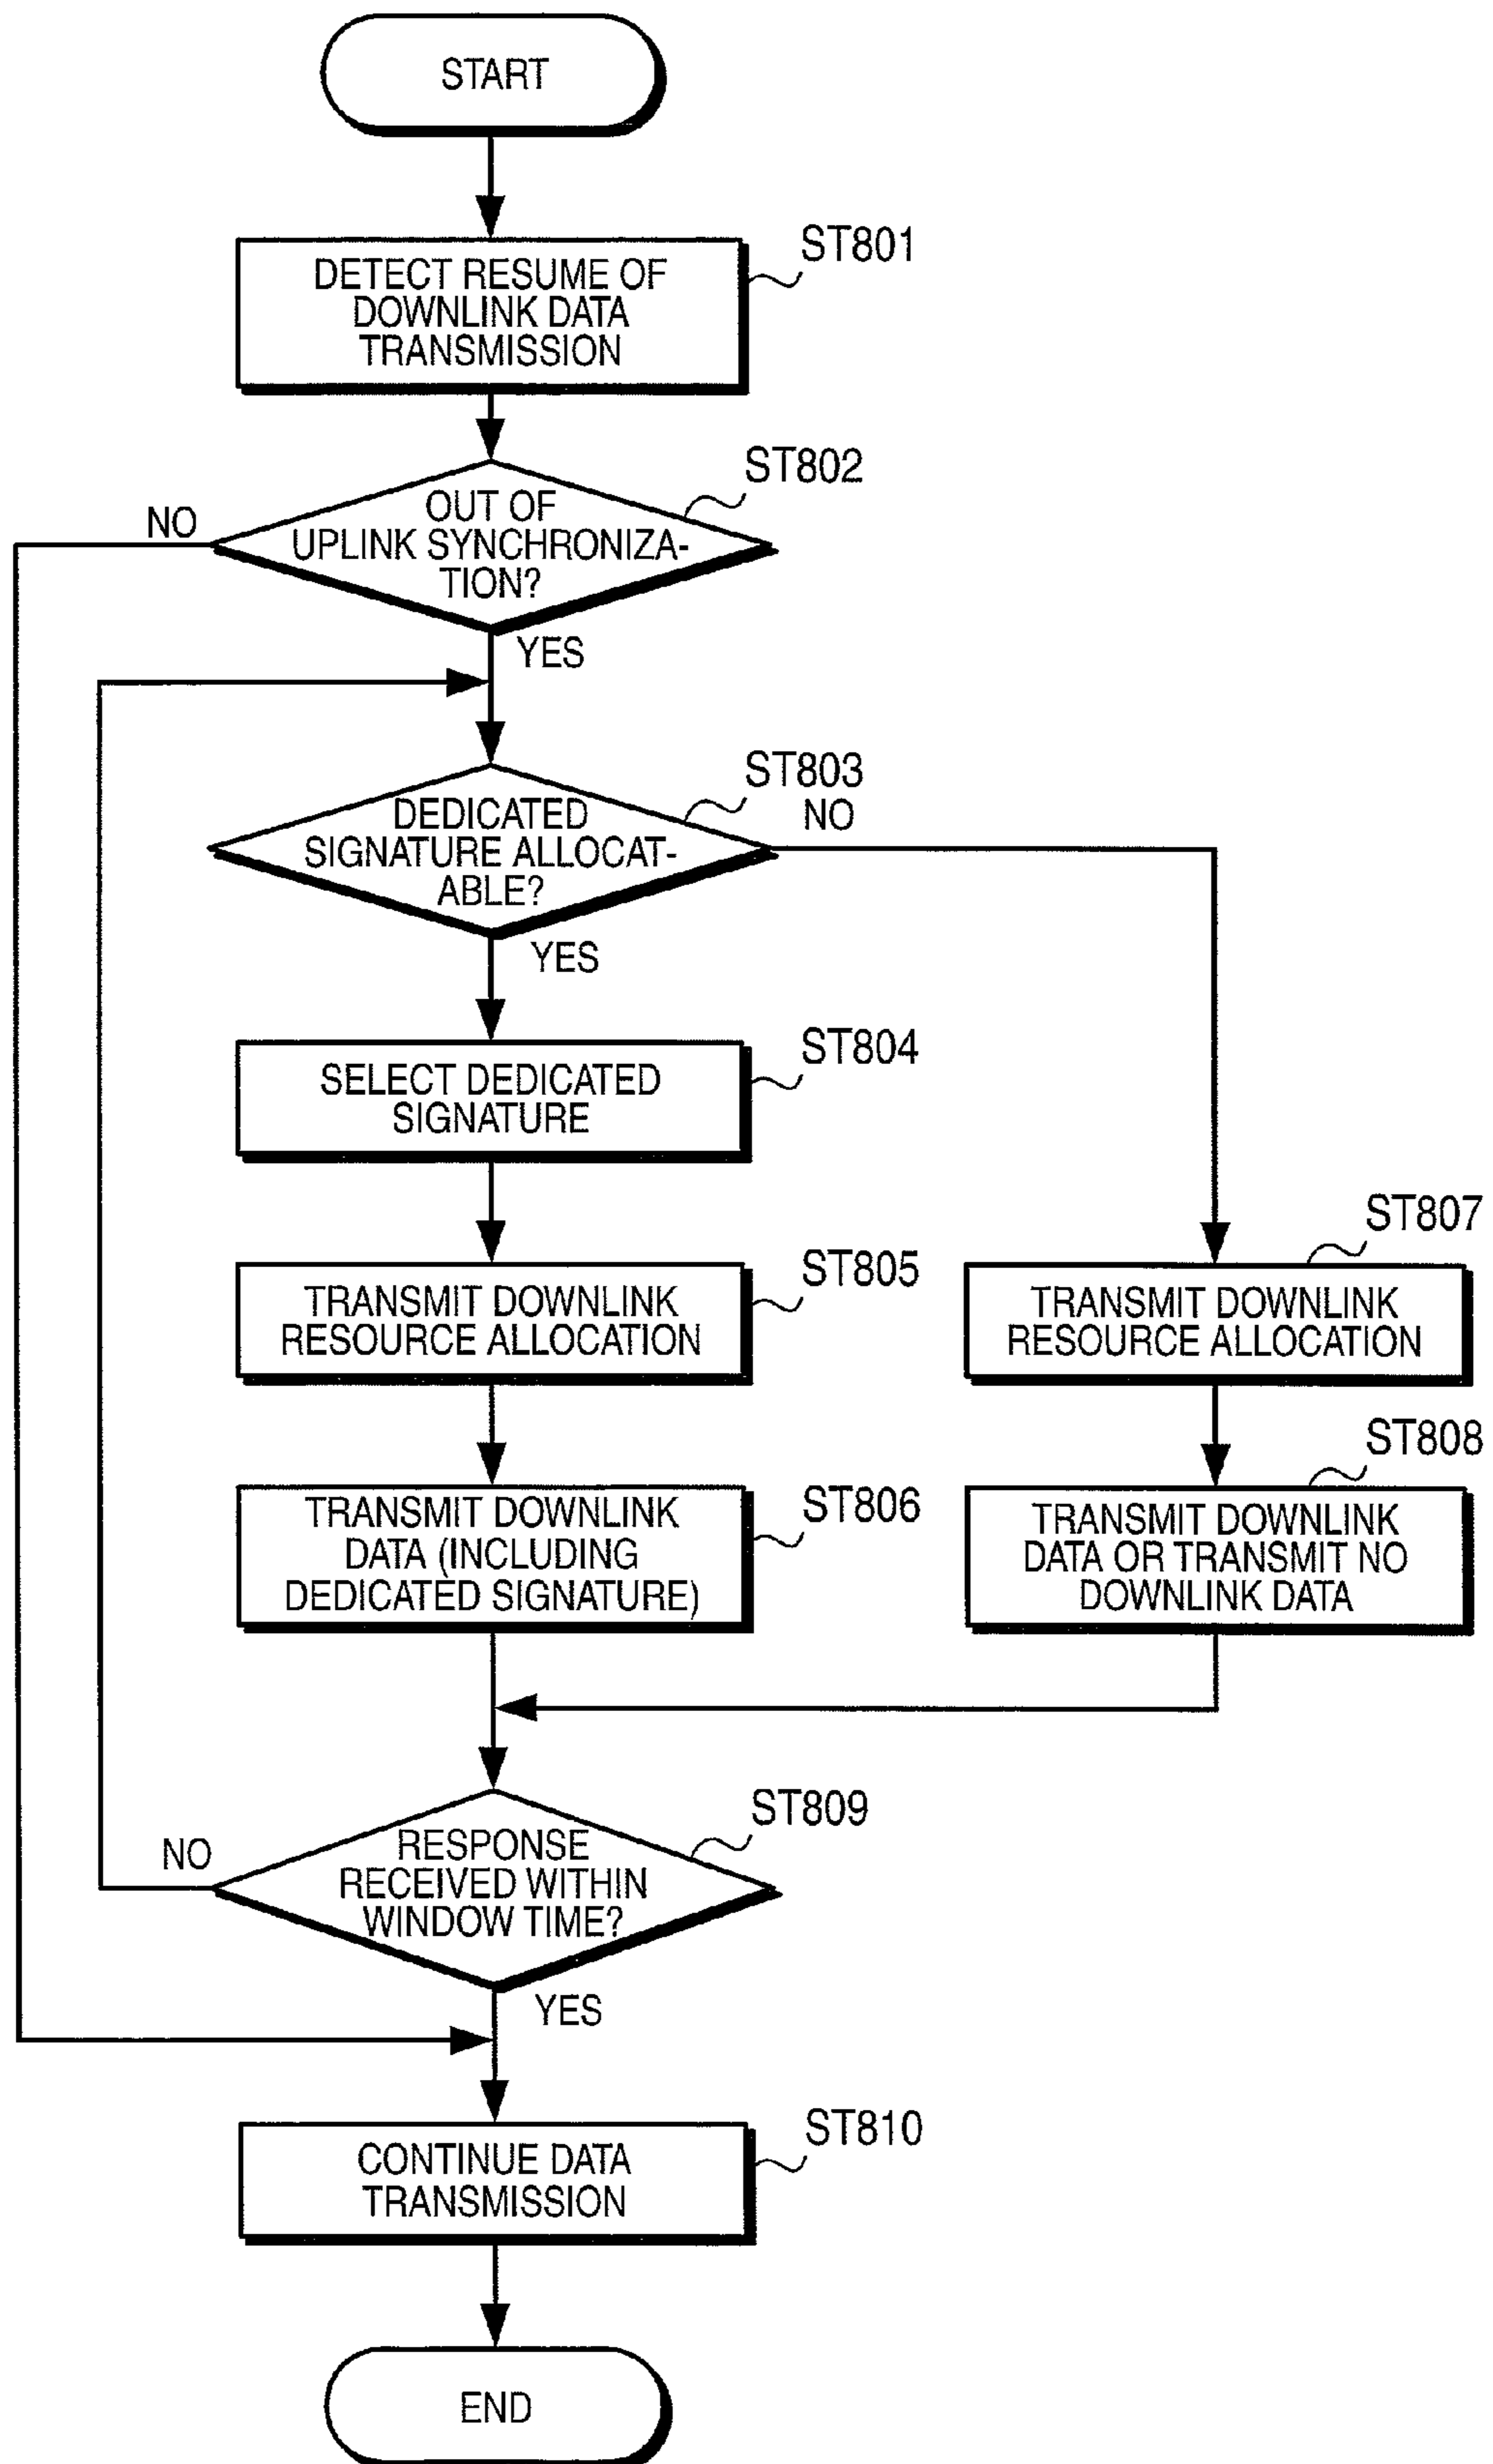 START
ST801
DETECT RESUME OF
DOWNLINK DATA
TRANSMISSION
ST802
NO
OUT OF
UPLINK SYNCHRONIZA-
TION?
YES
ST803
NO
DEDICATED
SIGNATURE ALLOCAT-
ABLE?
YES
ST804
SELECT DEDICATED
SIGNATURE
ST805
TRANSMIT DOWNLINK
RESOURCE ALLOCATION
ST807
TRANSMIT DOWNLINK
RESOURCE ALLOCATION
ST806
TRANSMIT DOWNLINK
DATA (INCLUDING
DEDICATED SIGNATURE)
ST808
TRANSMIT DOWNLINK
DATA OR TRANSMIT NO
DOWNLINK DATA
ST809
NO
RESPONSE
RECEIVED WITHIN
WINDOW TIME?
YES
ST810
CONTINUE DATA
TRANSMISSION
END